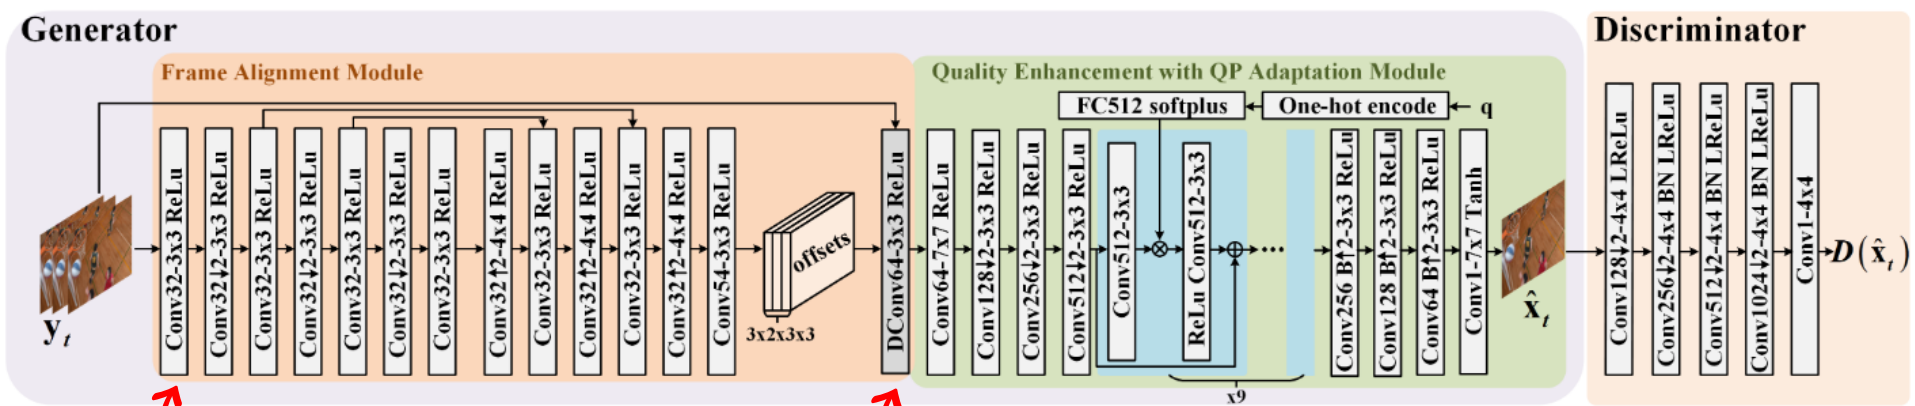 Generator
Discriminator
Frame Alignment Module
Quality Enhancement with QP Adaptation Module
FC512 softplus
One-hot encode
q
Conv32-3x3 ReLu
Conv32↓2-3x3 ReLu
Conv32-3x3 ReLu
Conv32↓2-3x3 ReLu
Conv32-3x3 ReLu
Conv32↓2-3x3 ReLu
Conv32-3x3 ReLu
Conv32↑2-4x4 ReLu
Conv32-3x3 ReLu
Conv32↑2-4x4 ReLu
Conv32-3x3 ReLu
Conv32↑2-4x4 ReLu
Conv54-3x3 ReLu
offsets
3x2x3x3
DConv64-3x3 ReLu
Conv64-7x7 ReLu
Conv128↓2-3x3 ReLu
Conv256↓2-3x3 ReLu
Conv512↓2-3x3 ReLu
Conv512-3x3
ReLu Conv512-3x3
x9
Conv256 B↑2-3x3 ReLu
Conv128 B↑2-3x3 ReLu
Conv64 B↑2-3x3 ReLu
Conv1-7x7 Tanh
Conv128↓2-4x4 LReLu
Conv256↓2-4x4 BN LReLu
Conv512↓2-4x4 BN LReLu
Conv1024↓2-4x4 BN LReLu
Conv1-4x4
D(x̂_t)
y_t
x̂_t